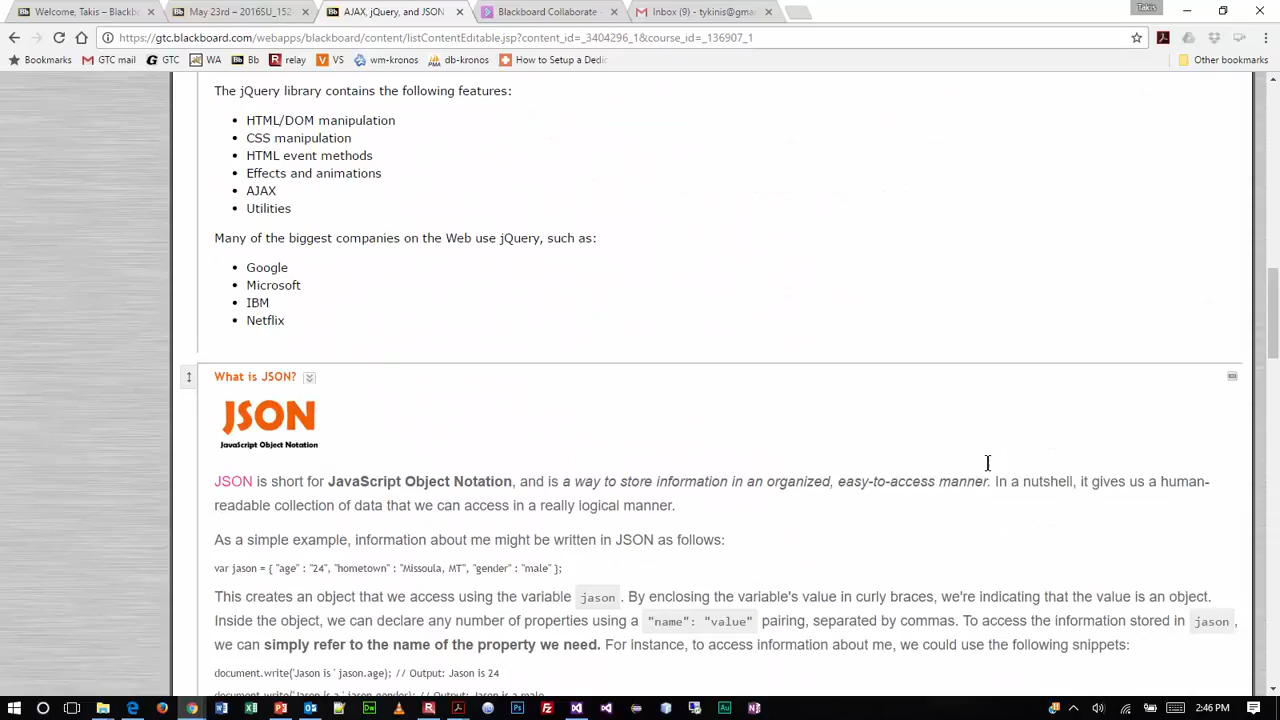 Welcome, Takis – Blackb
May 23rd – 2016SU_152
AJAX, jQuery, and JSON
Blackboard Collaborate -
Inbox (9) - tykinis@gma
Takis
https://gtc.blackboard.com/webapps/blackboard/content/listContentEditable.jsp?content_id=_3404296_1&course_id=_136907_1
Bookmarks
GTC mail
GTC
WA
Bb
relay
VS
wm-kronos
db-kronos
How to Setup a Dedic
Other bookmarks
The jQuery library contains the following features:
HTML/DOM manipulation
CSS manipulation
HTML event methods
Effects and animations
AJAX
Utilities
Many of the biggest companies on the Web use jQuery, such as:
Google
Microsoft
IBM
Netflix
What is JSON?
JSON
JavaScript Object Notation
JSON is short for JavaScript Object Notation, and is a way to store information in an organized, easy-to-access manner. In a nutshell, it gives us a human-
readable collection of data that we can access in a really logical manner.
As a simple example, information about me might be written in JSON as follows:
var jason = { "age" : "24", "hometown" : "Missoula, MT", "gender" : "male" };
This creates an object that we access using the variable jason . By enclosing the variable's value in curly braces, we're indicating that the value is an object.
Inside the object, we can declare any number of properties using a "name": "value" pairing, separated by commas. To access the information stored in jason ,
we can simply refer to the name of the property we need. For instance, to access information about me, we could use the following snippets:
document.write('Jason is ' jason.age); // Output: Jason is 24
document.write('Jason is a ' jason.gender); // Output: Jason is a male
2:46 PM